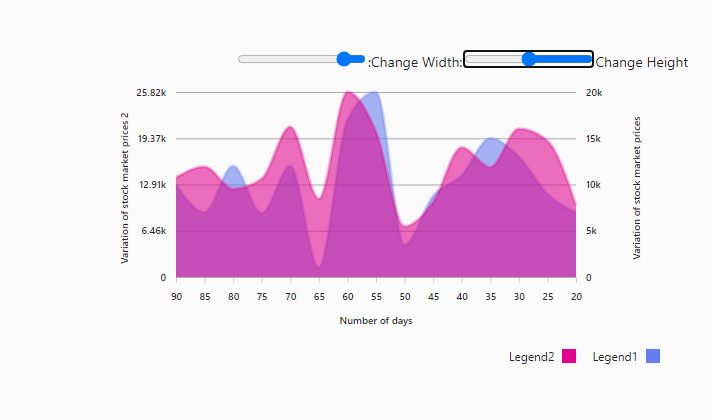 :Change Width: Change Height
25.82k
19.37k
12.91k
6.46k
0
Variation of stock market prices 2
20k
15k
10k
5k
0
Variation of stock market prices
90 85 80 75 70 65 60 55 50 45 40 35 30 25 20
Number of days
Legend2 Legend1